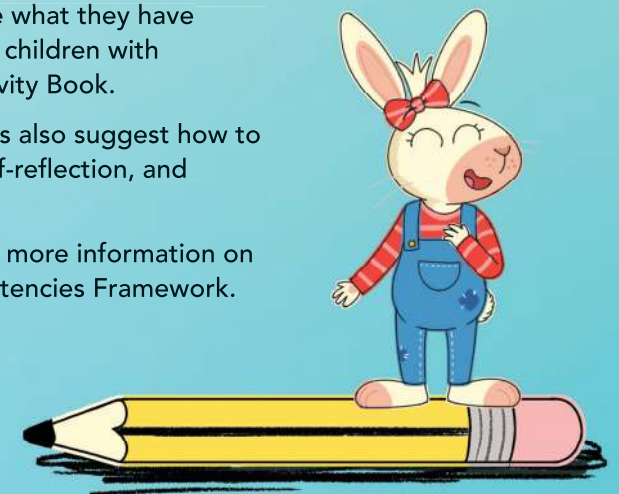 e what they have
children with
vity Book.
s also suggest how to
f-reflection, and
more information on
tencies Framework.